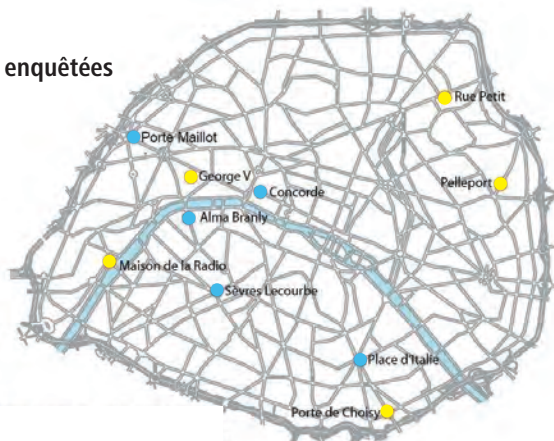 enquêtées
Rue Petit
Porte Maillot
George V
Pelleport
Concorde
Alma Branly
Maison de la Radio
Sèvres Lecourbe
Place d'Italie
Porte de Choisy